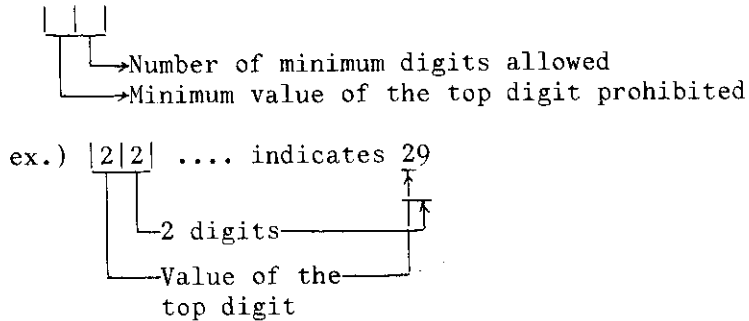 Number of minimum digits allowed
Minimum value of the top digit prohibited
ex.) |2|2| .... indicates 29
2 digits
Value of the
top digit